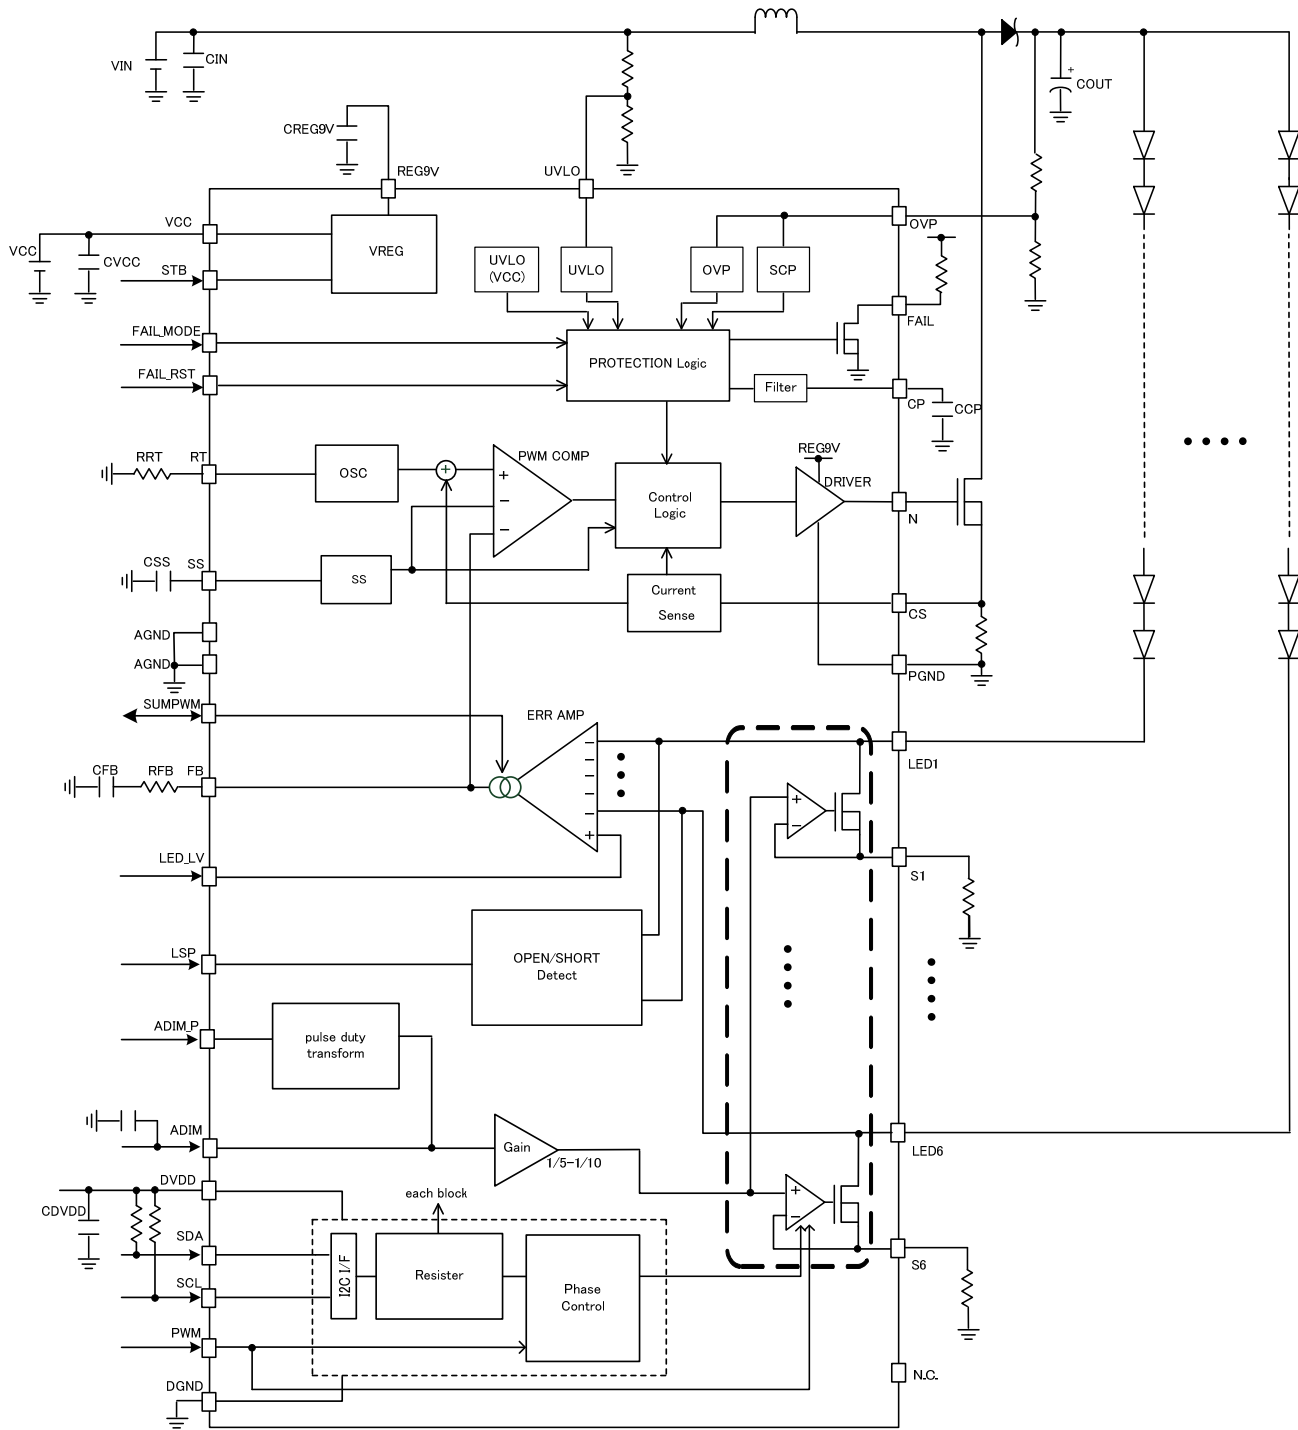 VIN
CIN
COUT
CREG9V
REG9V
UVLO
VCC
VCC
CVCC
STB
VREG
UVLO
(VCC)
UVLO
OVP
SCP
OVP
FAIL
FAIL_MODE
FAIL_RST
PROTECTION Logic
Filter
CP
CCP
RRT
RT
OSC
+
PWM COMP
+
−
−
Control
Logic
REG9V
DRIVER
N
CSS
SS
SS
Current
Sense
CS
AGND
AGND
PGND
SUMPWM
ERR AMP
−
−
−
−
−
+
LED1
CFB
RFB
FB
+
−
LED_LV
S1
LSP
OPEN/SHORT
Detect
ADIM_P
pulse duty
transform
ADIM
Gain
1/5-1/10
LED6
DVDD
CDVDD
each block
+
−
SDA
SCL
I2C I/F
Resister
Phase
Control
S6
PWM
DGND
N.C.
+